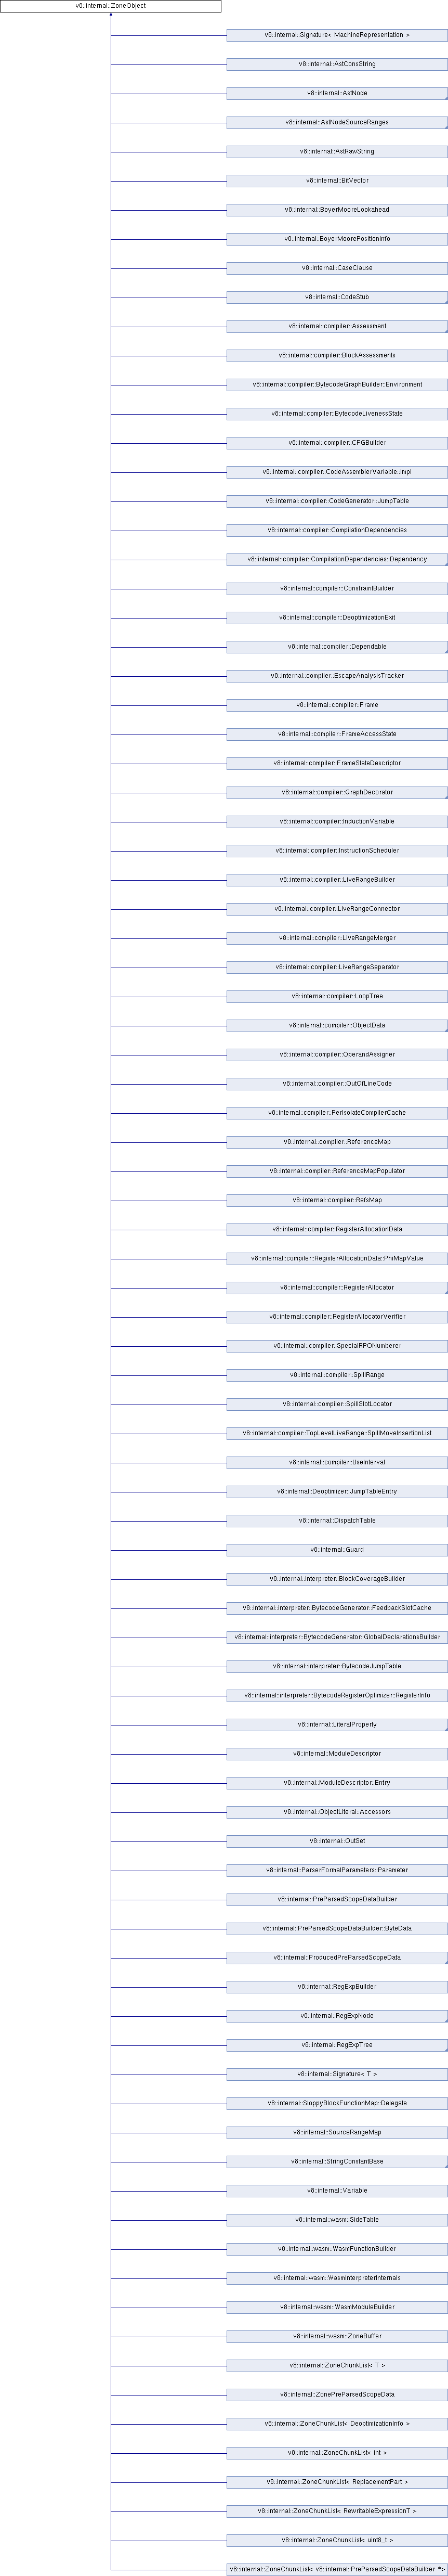 v8::internal::ZoneObject
v8::internal::Signature< MachineRepresentation >
v8::internal::AstConsString
v8::internal::AstNode
v8::internal::AstNodeSourceRanges
v8::internal::AstRawString
v8::internal::BitVector
v8::internal::BoyerMooreLookahead
v8::internal::BoyerMoorePositionInfo
v8::internal::CaseClause
v8::internal::CodeStub
v8::internal::compiler::Assessment
v8::internal::compiler::BlockAssessments
v8::internal::compiler::BytecodeGraphBuilder::Environment
v8::internal::compiler::BytecodeLivenessState
v8::internal::compiler::CFGBuilder
v8::internal::compiler::CodeAssemblerVariable::Impl
v8::internal::compiler::CodeGenerator::JumpTable
v8::internal::compiler::CompilationDependencies
v8::internal::compiler::CompilationDependencies::Dependency
v8::internal::compiler::ConstraintBuilder
v8::internal::compiler::DeoptimizationExit
v8::internal::compiler::Dependable
v8::internal::compiler::EscapeAnalysisTracker
v8::internal::compiler::Frame
v8::internal::compiler::FrameAccessState
v8::internal::compiler::FrameStateDescriptor
v8::internal::compiler::GraphDecorator
v8::internal::compiler::InductionVariable
v8::internal::compiler::InstructionScheduler
v8::internal::compiler::LiveRangeBuilder
v8::internal::compiler::LiveRangeConnector
v8::internal::compiler::LiveRangeMerger
v8::internal::compiler::LiveRangeSeparator
v8::internal::compiler::LoopTree
v8::internal::compiler::ObjectData
v8::internal::compiler::OperandAssigner
v8::internal::compiler::OutOfLineCode
v8::internal::compiler::PerIsolateCompilerCache
v8::internal::compiler::ReferenceMap
v8::internal::compiler::ReferenceMapPopulator
v8::internal::compiler::RefsMap
v8::internal::compiler::RegisterAllocationData
v8::internal::compiler::RegisterAllocationData::PhiMapValue
v8::internal::compiler::RegisterAllocator
v8::internal::compiler::RegisterAllocatorVerifier
v8::internal::compiler::SpecialRPONumberer
v8::internal::compiler::SpillRange
v8::internal::compiler::SpillSlotLocator
v8::internal::compiler::TopLevelLiveRange::SpillMoveInsertionList
v8::internal::compiler::UseInterval
v8::internal::Deoptimizer::JumpTableEntry
v8::internal::DispatchTable
v8::internal::Guard
v8::internal::interpreter::BlockCoverageBuilder
v8::internal::interpreter::BytecodeGenerator::FeedbackSlotCache
v8::internal::interpreter::BytecodeGenerator::GlobalDeclarationsBuilder
v8::internal::interpreter::BytecodeJumpTable
v8::internal::interpreter::BytecodeRegisterOptimizer::RegisterInfo
v8::internal::LiteralProperty
v8::internal::ModuleDescriptor
v8::internal::ModuleDescriptor::Entry
v8::internal::ObjectLiteral::Accessors
v8::internal::OutSet
v8::internal::ParserFormalParameters::Parameter
v8::internal::PreParsedScopeDataBuilder
v8::internal::PreParsedScopeDataBuilder::ByteData
v8::internal::ProducedPreParsedScopeData
v8::internal::RegExpBuilder
v8::internal::RegExpNode
v8::internal::RegExpTree
v8::internal::Signature< T >
v8::internal::SloppyBlockFunctionMap::Delegate
v8::internal::SourceRangeMap
v8::internal::StringConstantBase
v8::internal::Variable
v8::internal::wasm::SideTable
v8::internal::wasm::WasmFunctionBuilder
v8::internal::wasm::WasmInterpreterInternals
v8::internal::wasm::WasmModuleBuilder
v8::internal::wasm::ZoneBuffer
v8::internal::ZoneChunkList< T >
v8::internal::ZonePreParsedScopeData
v8::internal::ZoneChunkList< DeoptimizationInfo >
v8::internal::ZoneChunkList< int >
v8::internal::ZoneChunkList< ReplacementPart >
v8::internal::ZoneChunkList< RewritableExpressionT >
v8::internal::ZoneChunkList< uint8_t >
v8::internal::ZoneChunkList< v8::internal::PreParsedScopeDataBuilder *>